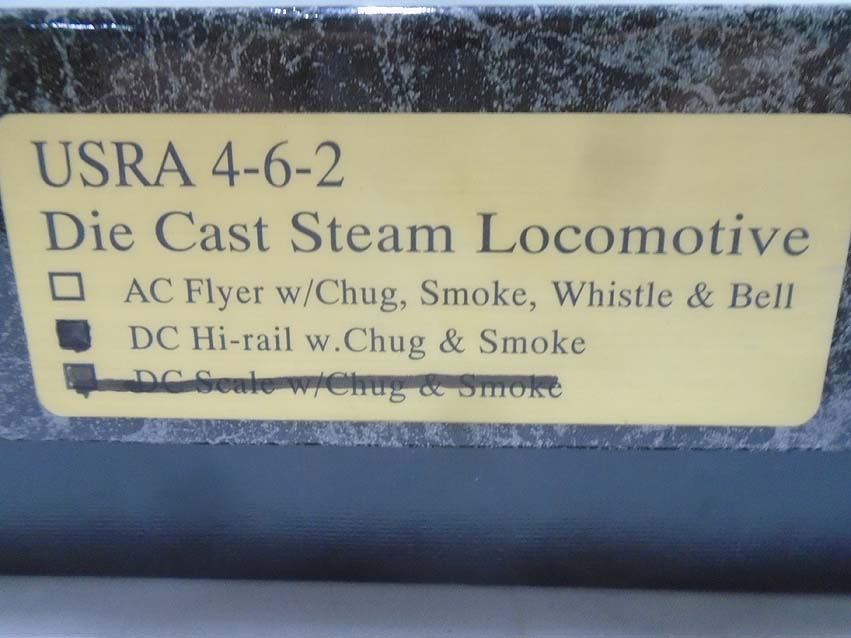 USRA 4-6-2
Die Cast Steam Locomotive
AC Flyer w/Chug, Smoke, Whistle & Bell
DC Hi-rail w.Chug & Smoke
DC Scale w/Chug & Smoke